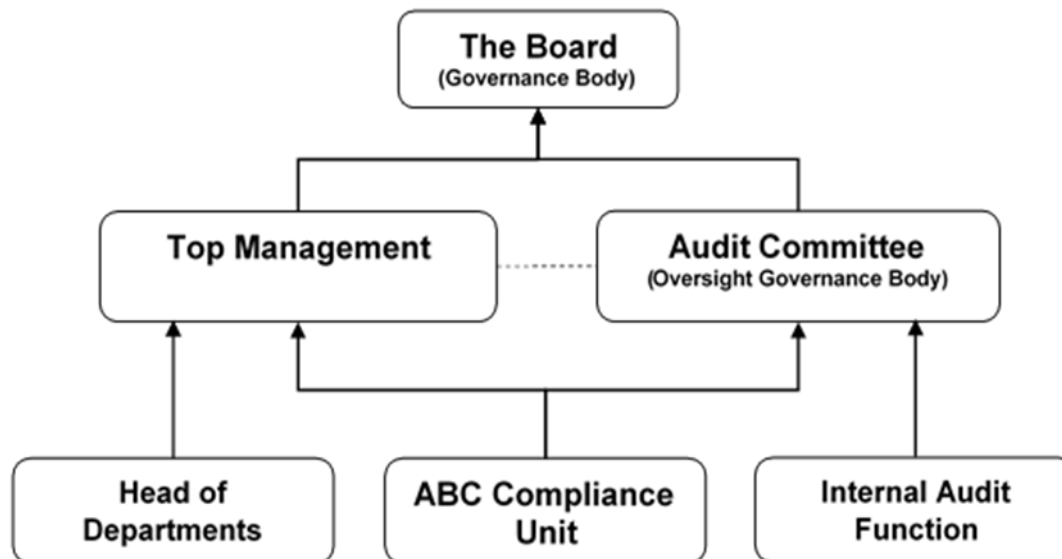 The Board
(Governance Body)
Top Management
Audit Committee
(Oversight Governance Body)
Head of
Departments
ABC Compliance
Unit
Internal Audit
Function